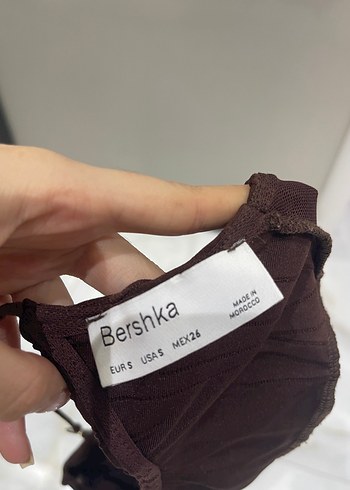 Bershka
EUR S USA S MEX 26
MADE IN
MOROCCO